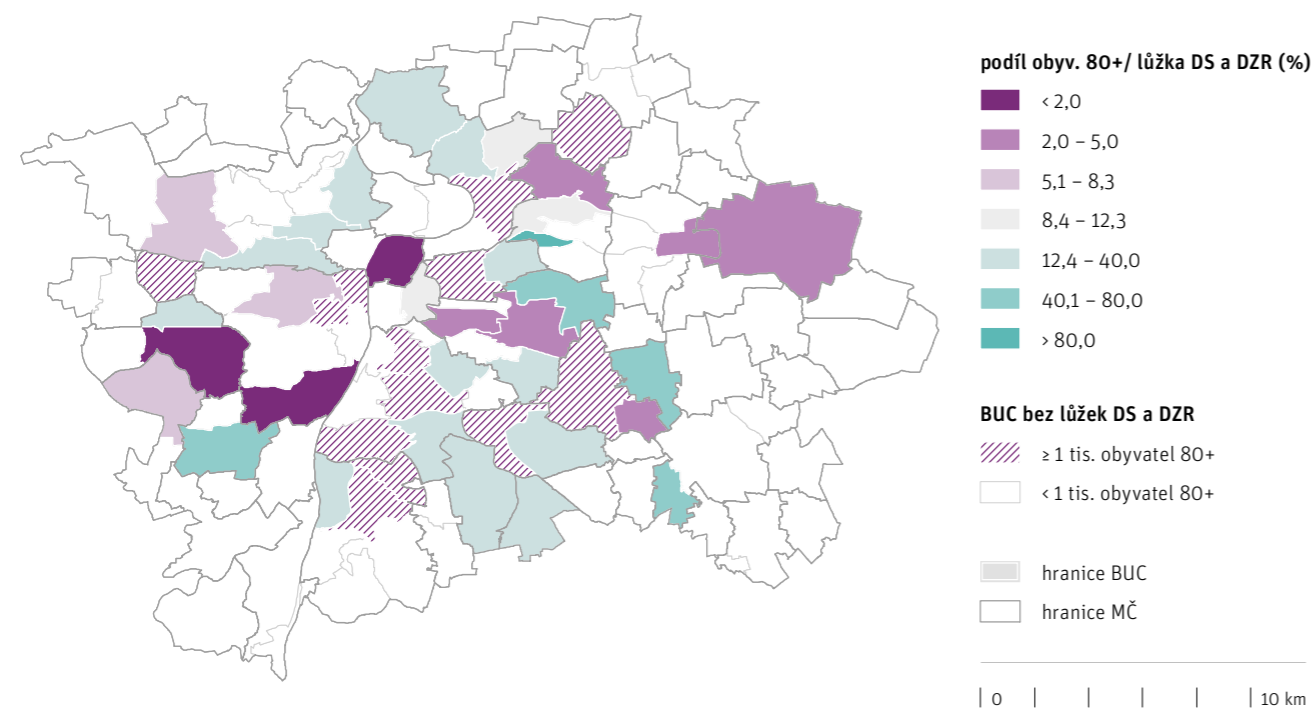 podíl obyv. 80+/ lůžka DS a DZR (%)
< 2,0
2,0 – 5,0
5,1 – 8,3
8,4 – 12,3
12,4 – 40,0
40,1 – 80,0
> 80,0
BUC bez lůžek DS a DZR
≥ 1 tis. obyvatel 80+
< 1 tis. obyvatel 80+
hranice BUC
hranice MČ
0 10 km